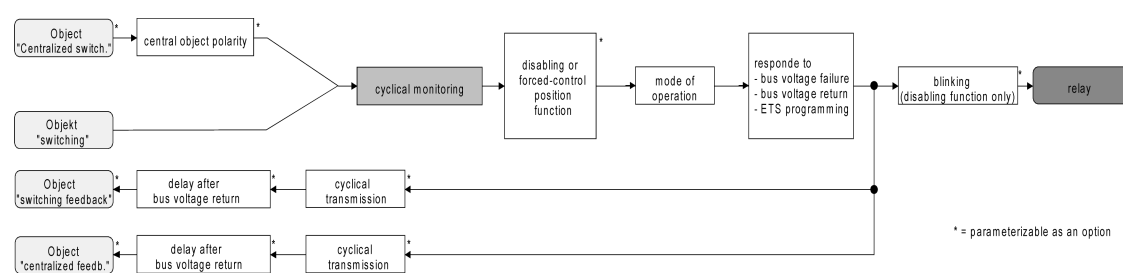 Object
"Centralized switch."
*
central object polarity
*
Objekt
"switching"
cyclical monitoring
disabling or
forced-control
position
function
*
mode of
operation
responde to
- bus voltage failure
- bus voltage return
- ETS programming
blinking
(disabling function only)
*
relay
Object
"switching feedback"
*
delay after
bus voltage return
*
cyclical
transmission
*
Object
"centralized feedb."
*
delay after
bus voltage return
*
cyclical
transmission
*
* = parameterizable as an option